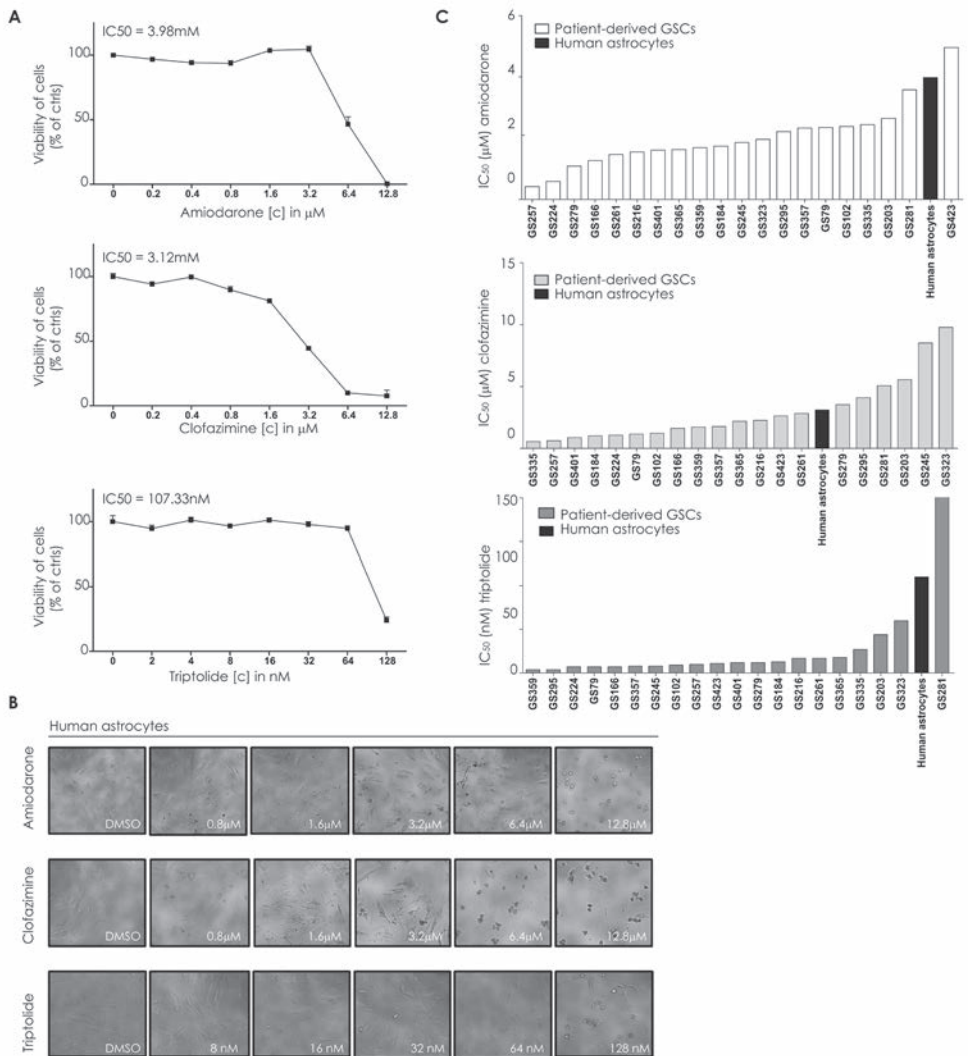 A
IC50 = 3.98mM
Viability of cells
(% of ctrls)
100
50
0
0 0.2 0.4 0.8 1.6 3.2 6.4 12.8
Amiodarone [c] in μM
IC50 = 3.12mM
Viability of cells
(% of ctrls)
100
50
0
0 0.2 0.4 0.8 1.6 3.2 6.4 12.8
Clofazimine [c] in μM
IC50 = 107.33nM
Viability of cells
(% of ctrls)
100
50
0
0 2 4 8 16 32 64 128
Triptolide [c] in nM
C
Patient-derived GSCs
Human astrocytes
IC₅₀ (μM) amiodarone
6
4
2
0
GS257 GS224 GS279 GS166 GS261 GS216 GS401 GS365 GS359 GS184 GS245 GS323 GS295 GS357 GS79 GS102 GS335 GS203 GS281 Human astrocytes GS423
Patient-derived GSCs
Human astrocytes
IC₅₀ (μM) clofazimine
15
10
5
0
GS335 GS257 GS401 GS184 GS224 GS79 GS102 GS166 GS359 GS357 GS365 GS216 GS423 GS261 Human astrocytes GS279 GS295 GS281 GS203 GS245 GS323
Patient-derived GSCs
Human astrocytes
IC₅₀ (nM) triptolide
150
100
50
0
GS359 GS295 GS224 GS79 GS166 GS357 GS245 GS102 GS257 GS423 GS401 GS279 GS184 GS216 GS261 GS365 GS335 GS203 GS323 Human astrocytes GS281
B
Human astrocytes
Amiodarone
DMSO 0.8μM 1.6μM 3.2μM 6.4μM 12.8μM
Clofazimine
DMSO 0.8μM 1.6μM 3.2μM 6.4μM 12.8μM
Triptolide
DMSO 8 nM 16 nM 32 nM 64 nM 128 nM